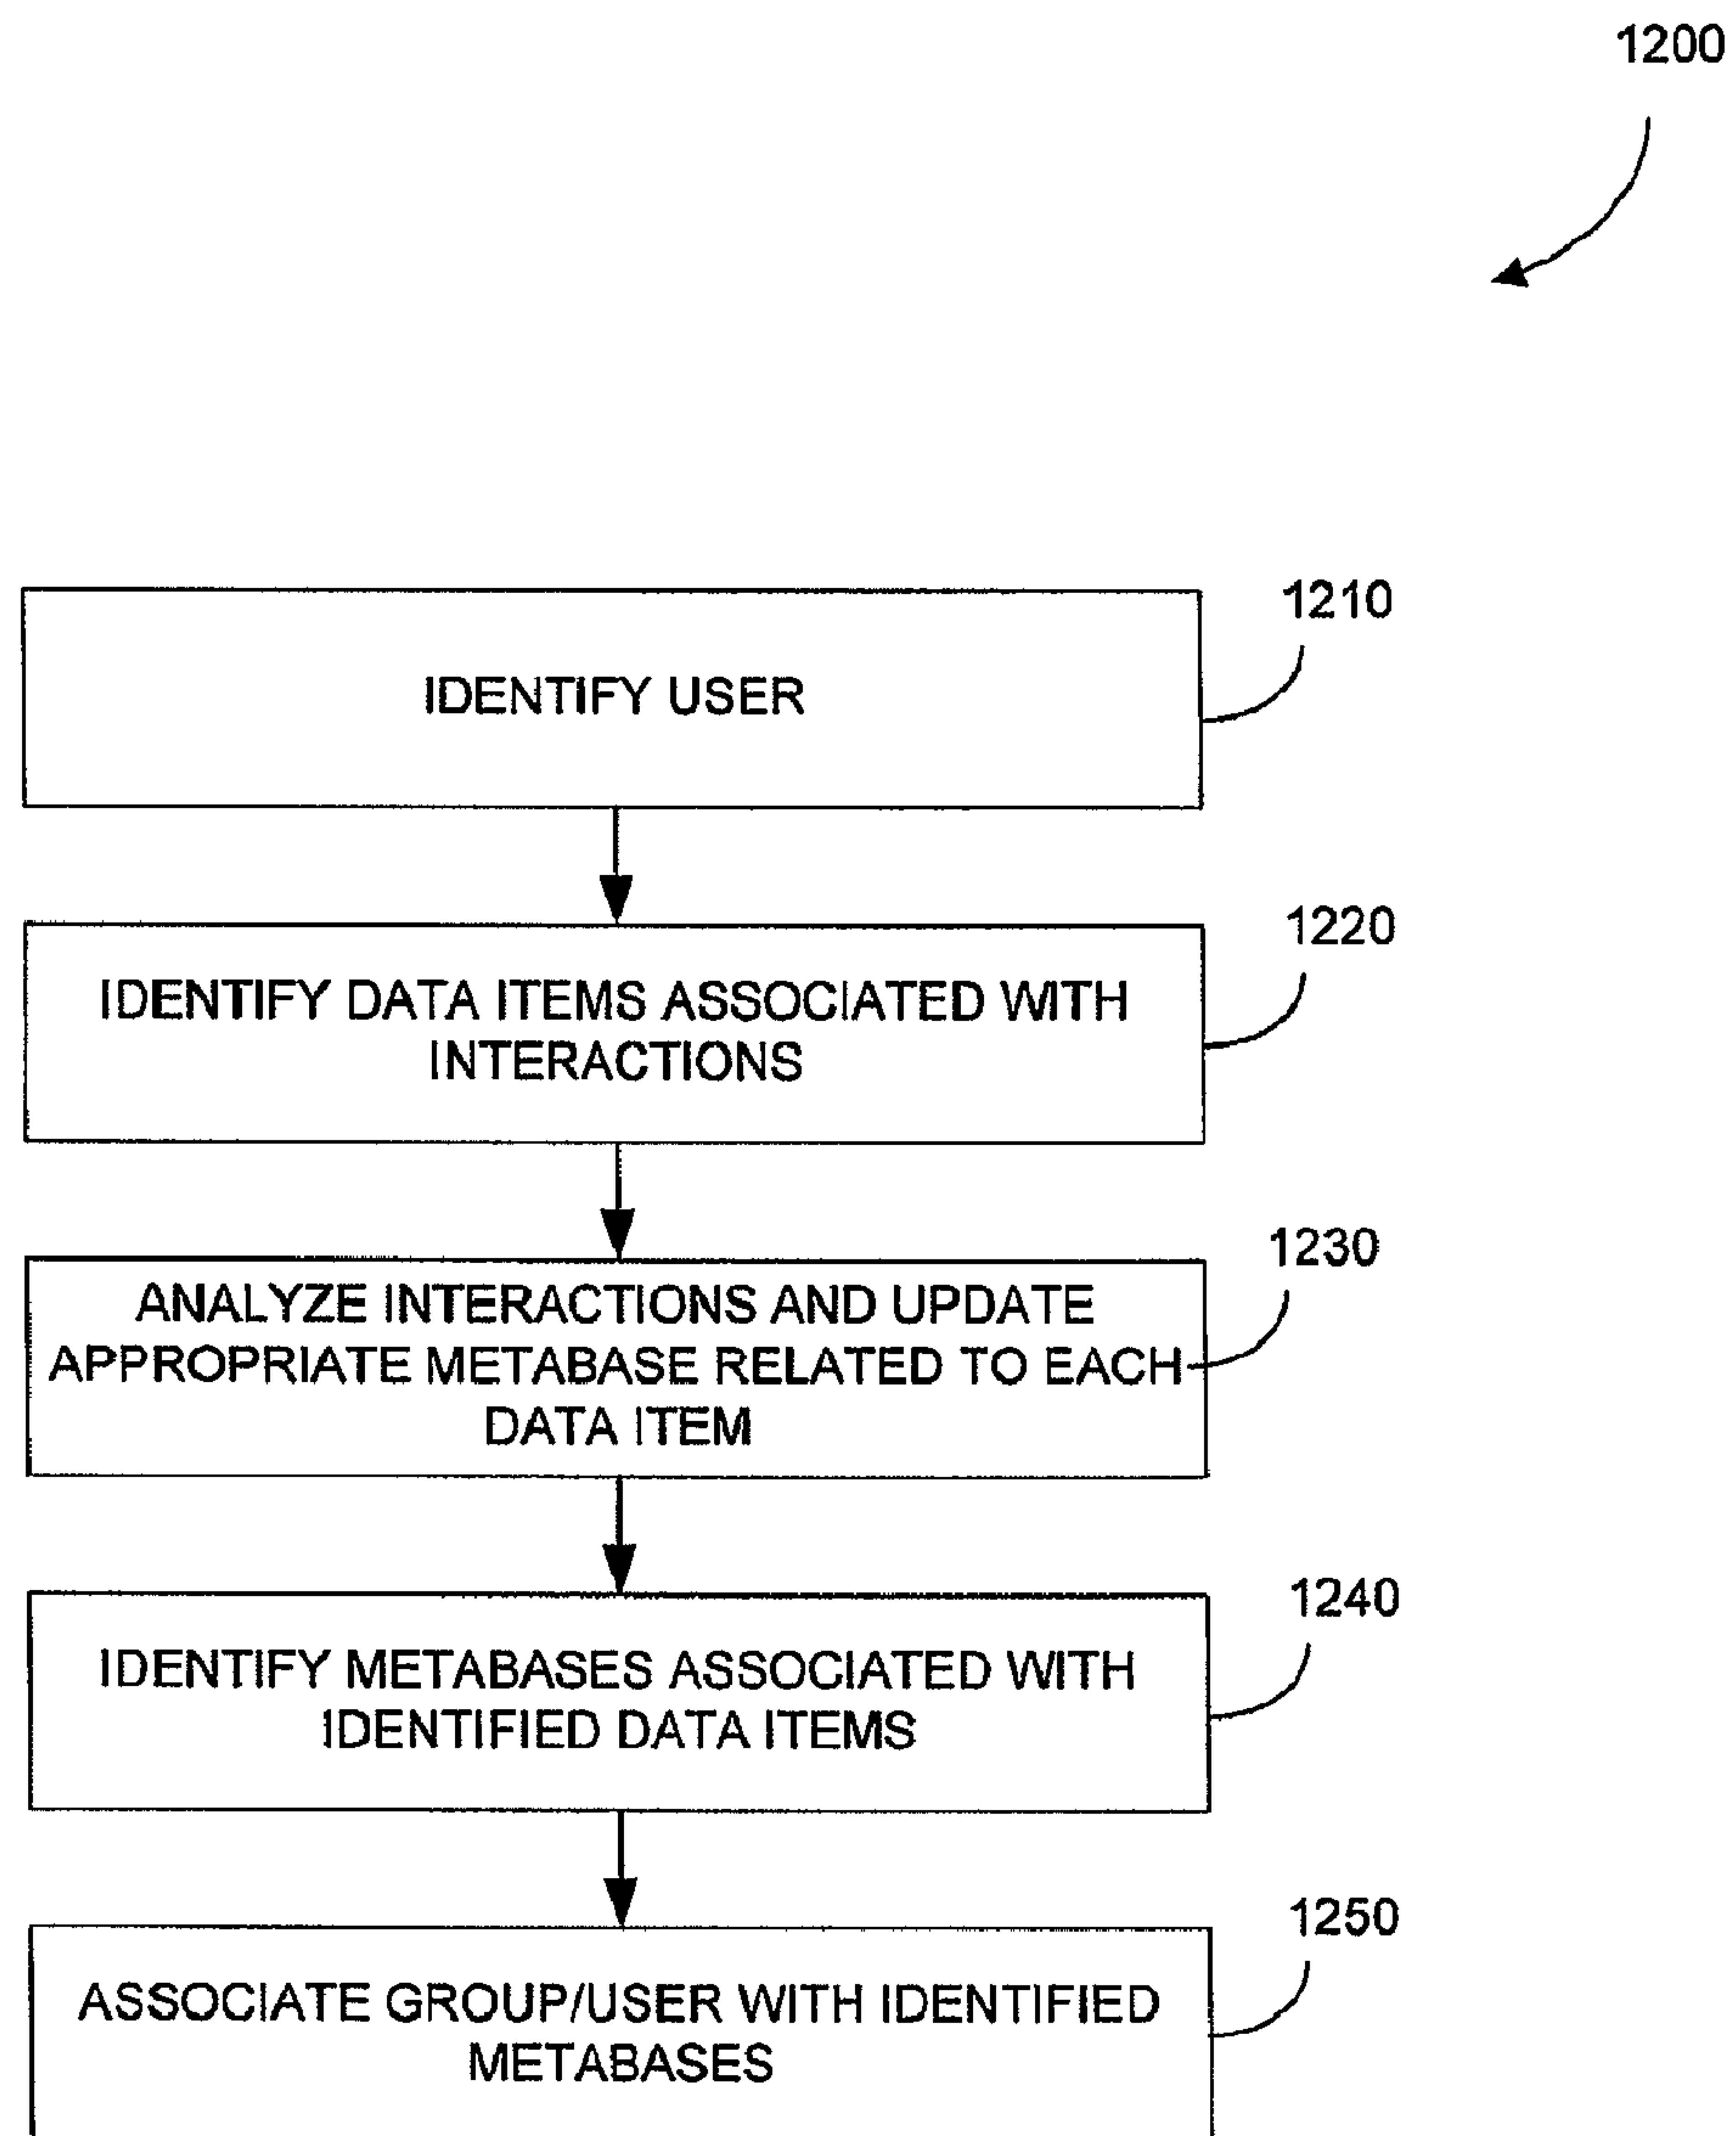 1200
1210
IDENTIFY USER
1220
IDENTIFY DATA ITEMS ASSOCIATED WITH
INTERACTIONS
1230
ANALYZE INTERACTIONS AND UPDATE
APPROPRIATE METABASE RELATED TO EACH
DATA ITEM
1240
IDENTIFY METABASES ASSOCIATED WITH
IDENTIFIED DATA ITEMS
1250
ASSOCIATE GROUP/USER WITH IDENTIFIED
METABASES